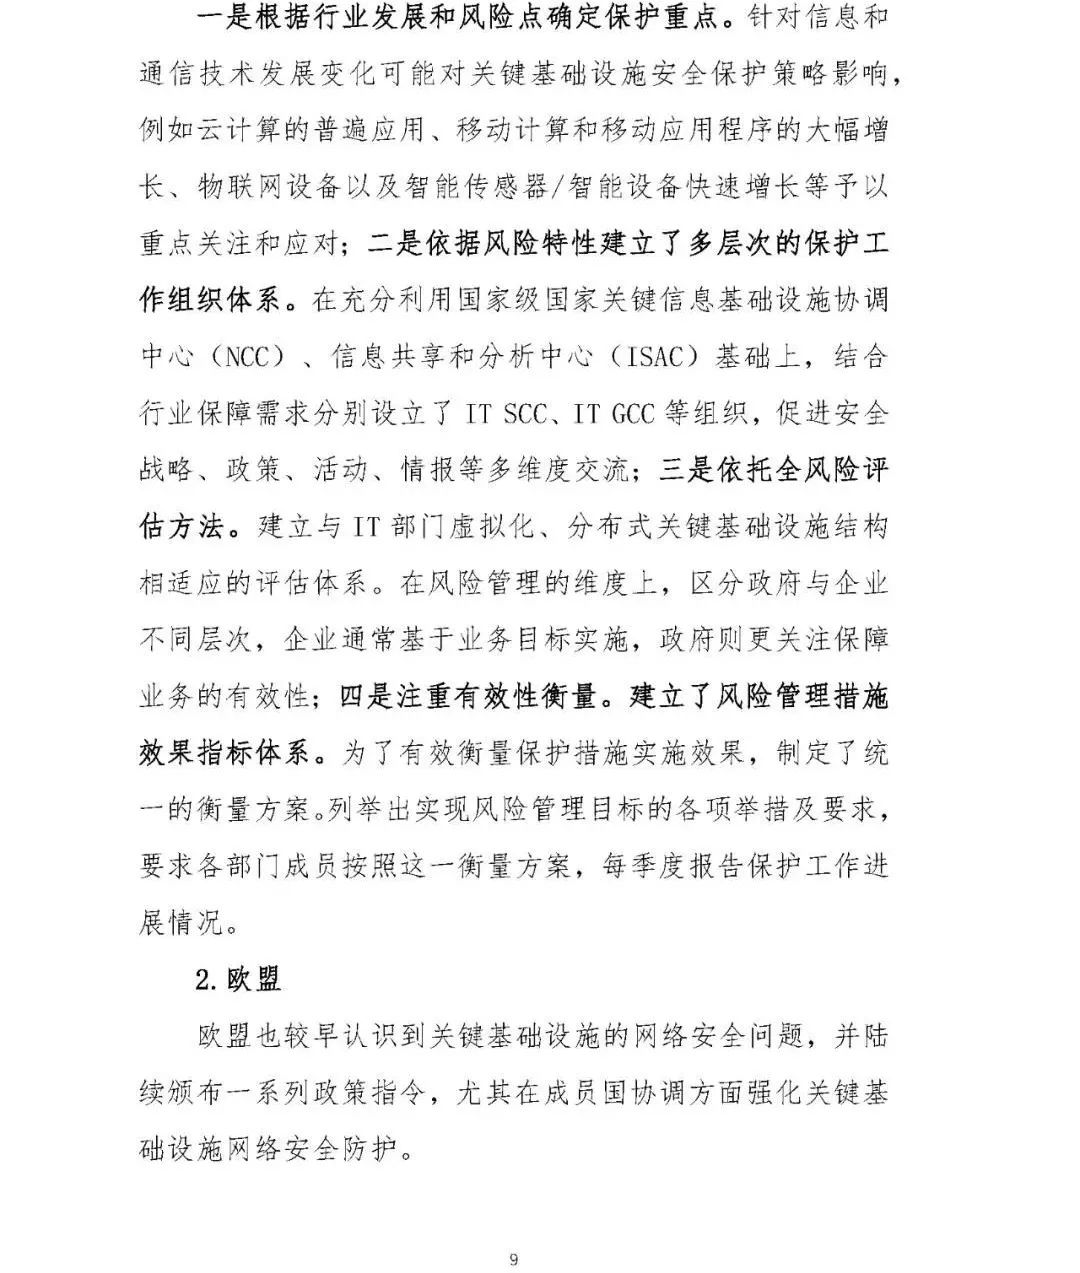 一是根据行业发展和风险点确定保护重点。针对信息和
通信技术发展变化可能对关键基础设施安全保护策略影响，
例如云计算的普遍应用、移动计算和移动应用程序的大幅增
长、物联网设备以及智能传感器/智能设备快速增长等予以
重点关注和应对；二是依据风险特性建立了多层次的保护工
作组织体系。在充分利用国家级国家关键信息基础设施协调
中心（NCC）、信息共享和分析中心（ISAC）基础上，结合
行业保障需求分别设立了 IT SCC、IT GCC 等组织，促进安全
战略、政策、活动、情报等多维度交流；三是依托全风险评
估方法。建立与 IT 部门虚拟化、分布式关键基础设施结构
相适应的评估体系。在风险管理的维度上，区分政府与企业
不同层次，企业通常基于业务目标实施，政府则更关注保障
业务的有效性；四是注重有效性衡量。建立了风险管理措施
效果指标体系。为了有效衡量保护措施实施效果，制定了统
一的衡量方案。列举出实现风险管理目标的各项举措及要求，
要求各部门成员按照这一衡量方案，每季度报告保护工作进
展情况。
2.欧盟
欧盟也较早认识到关键基础设施的网络安全问题，并陆
续颁布一系列政策指令，尤其在成员国协调方面强化关键基
础设施网络安全防护。
9